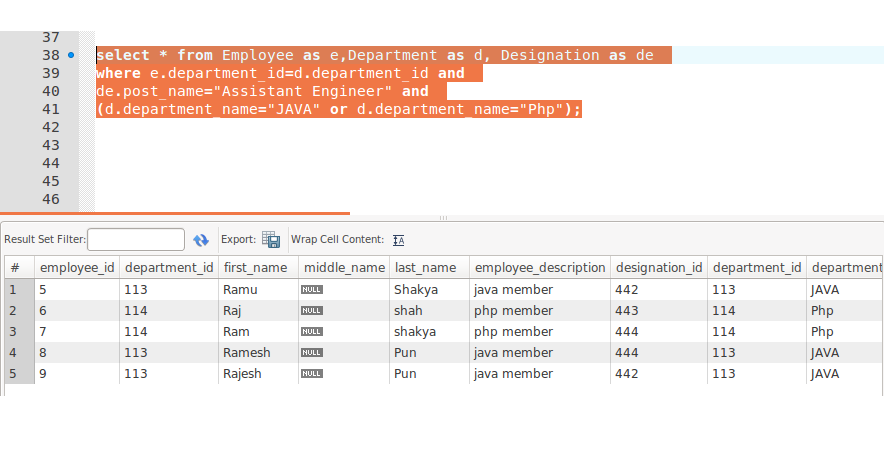 37
38 select * from Employee as e,Department as d, Designation as de
39 where e.department_id=d.department_id and
40 de.post_name="Assistant Engineer" and
41 (d.department_name="JAVA" or d.department_name="Php");
42
43
44
45
46
Result Set Filter: Export: Wrap Cell Content: IA
# employee_id department_id first_name middle_name last_name employee_description designation_id department_id department
1 5 113 Ramu NULL Shakya java member 442 113 JAVA
2 6 114 Raj NULL shah php member 443 114 Php
3 7 114 Ram NULL shakya php member 444 114 Php
4 8 113 Ramesh NULL Pun java member 444 113 JAVA
5 9 113 Rajesh NULL Pun java member 442 113 JAVA